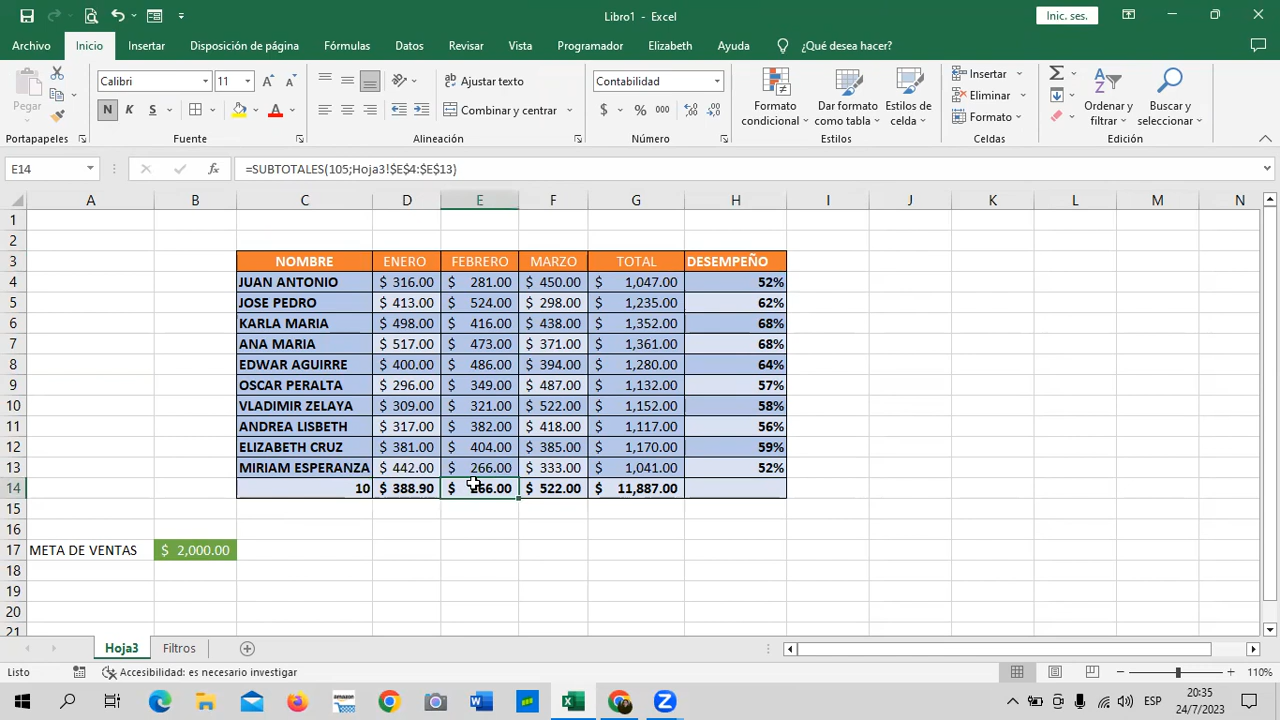 Libro1 - Excel
Inic. ses.
Archivo Inicio Insertar Disposición de página Fórmulas Datos Revisar Vista Programador Elizabeth Ayuda ¿Qué desea hacer?
Pegar
Portapapeles
Calibri 11
N K S
Fuente
Ajustar texto
Combinar y centrar
Alineación
Contabilidad
$ % 000
Número
Formato condicional
Dar formato como tabla
Estilos de celda
Estilos
Insertar
Eliminar
Formato
Celdas
Ordenar y filtrar
Buscar y seleccionar
Edición
E14 fx =SUBTOTALES(105;Hoja3!$E$4:$E$13)
A B C D E F G H I J K L M N
1
2
3 NOMBRE ENERO FEBRERO MARZO TOTAL DESEMPEÑO
4 JUAN ANTONIO $ 316.00 $ 281.00 $ 450.00 $ 1,047.00 52%
5 JOSE PEDRO $ 413.00 $ 524.00 $ 298.00 $ 1,235.00 62%
6 KARLA MARIA $ 498.00 $ 416.00 $ 438.00 $ 1,352.00 68%
7 ANA MARIA $ 517.00 $ 473.00 $ 371.00 $ 1,361.00 68%
8 EDWAR AGUIRRE $ 400.00 $ 486.00 $ 394.00 $ 1,280.00 64%
9 OSCAR PERALTA $ 296.00 $ 349.00 $ 487.00 $ 1,132.00 57%
10 VLADIMIR ZELAYA $ 309.00 $ 321.00 $ 522.00 $ 1,152.00 58%
11 ANDREA LISBETH $ 317.00 $ 382.00 $ 418.00 $ 1,117.00 56%
12 ELIZABETH CRUZ $ 381.00 $ 404.00 $ 385.00 $ 1,170.00 59%
13 MIRIAM ESPERANZA $ 442.00 $ 266.00 $ 333.00 $ 1,041.00 52%
14 10 $ 388.90 $ 266.00 $ 522.00 $ 11,887.00
15
16
17 META DE VENTAS $ 2,000.00
18
19
20
21
Hoja3 Filtros
Listo Accesibilidad: es necesario investigar 110%
ESP 20:35
24/7/2023